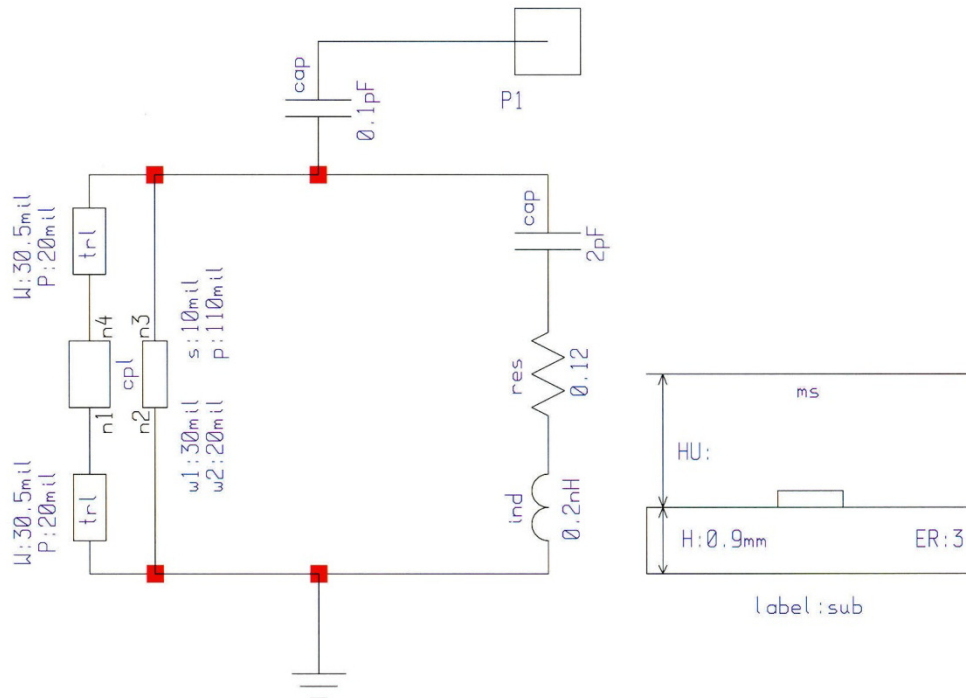 cap
0.1pF
P1
W:30.5mil
P:20mil
trl
n4
n3
cpl
n1
n2
s:10mil
p:110mil
w1:30mil
w2:20mil
W:30.5mil
P:20mil
trl
cap
2pF
res
0.12
ind
0.2nH
ms
HU:
H:0.9mm
ER:3
label:sub